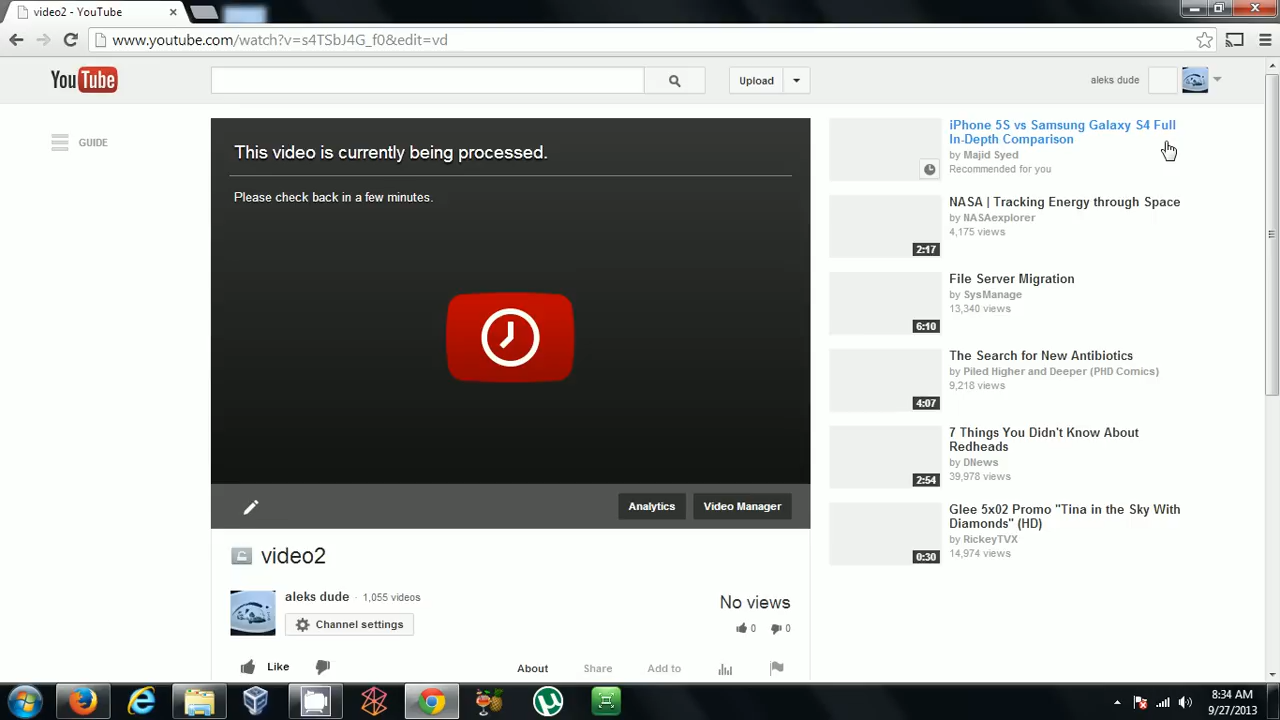 video2 - YouTube
www.youtube.com/watch?v=s4TSbJ4G_f0&edit=vd
YouTube
Upload
aleks dude
GUIDE
This video is currently being processed.
Please check back in a few minutes.
Analytics
Video Manager
video2
aleks dude · 1,055 videos
Channel settings
No views
0 0
Like
About
Share
Add to
iPhone 5S vs Samsung Galaxy S4 Full
In-Depth Comparison
by Majid Syed
Recommended for you
NASA | Tracking Energy through Space
by NASAexplorer
4,175 views
2:17
File Server Migration
by SysManage
13,340 views
6:10
The Search for New Antibiotics
by Piled Higher and Deeper (PHD Comics)
9,218 views
4:07
7 Things You Didn't Know About
Redheads
by DNews
39,978 views
2:54
Glee 5x02 Promo "Tina in the Sky With
Diamonds" (HD)
by RickeyTVX
14,974 views
0:30
8:34 AM
9/27/2013